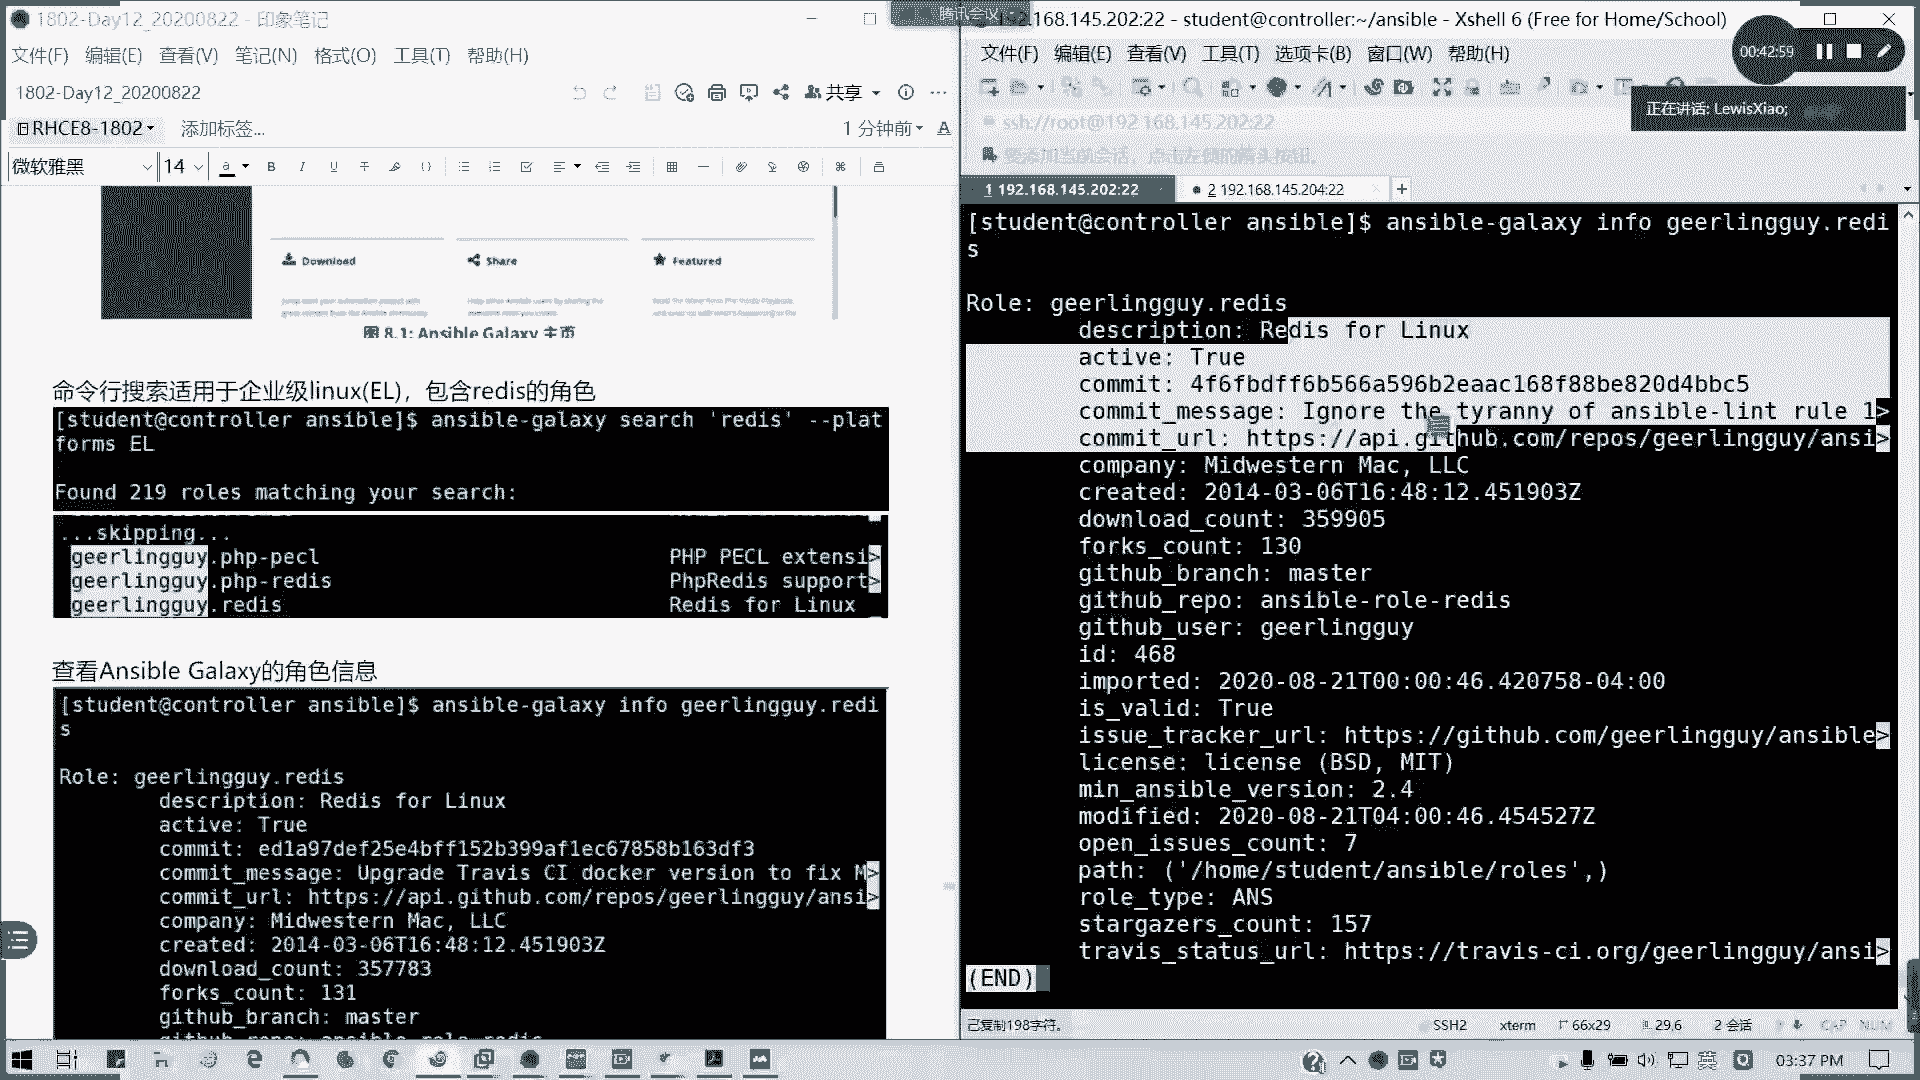 1802-Day12_20200822 - 印象笔记
文件(F) 编辑(E) 查看(V) 笔记(N) 格式(O) 工具(T) 帮助(H)
1802-Day12_20200822
共享
RHCE8-1802
添加标签...
1 分钟前
微软雅黑
14
Download
Share
Featured
图 8.1: Ansible Galaxy 主页
命令行搜索适用于企业级linux(EL)，包含redis的角色
[student@controller ansible]$ ansible-galaxy search 'redis' --plat
forms EL
Found 219 roles matching your search:
...skipping...
geerlingguy.php-pecl PHP PECL extensi>
geerlingguy.php-redis PhpRedis support>
geerlingguy.redis Redis for Linux
查看Ansible Galaxy的角色信息
[student@controller ansible]$ ansible-galaxy info geerlingguy.redi
s
Role: geerlingguy.redis
description: Redis for Linux
active: True
commit: ed1a97def25e4bff152b399af1ec67858b163df3
commit_message: Upgrade Travis CI docker version to fix M>
commit_url: https://api.github.com/repos/geerlingguy/ansi>
company: Midwestern Mac, LLC
created: 2014-03-06T16:48:12.451903Z
download_count: 357783
forks_count: 131
github_branch: master
github_repo: ansible-role-redis
腾讯会议
192.168.145.202:22 - student@controller:~/ansible - Xshell 6 (Free for Home/School)
文件(F) 编辑(E) 查看(V) 工具(T) 选项卡(B) 窗口(W) 帮助(H)
00:42:59
正在讲话: LewisXiao;
ssh://root@192.168.145.202:22
要添加当前会话，点击左侧的箭头按钮。
1 192.168.145.202:22
2 192.168.145.204:22
[student@controller ansible]$ ansible-galaxy info geerlingguy.redi
s
Role: geerlingguy.redis
description: Redis for Linux
active: True
commit: 4f6fbdff6b566a596b2eaac168f88be820d4bbc5
commit_message: Ignore the tyranny of ansible-lint rule 1>
commit_url: https://api.github.com/repos/geerlingguy/ansi>
company: Midwestern Mac, LLC
created: 2014-03-06T16:48:12.451903Z
download_count: 359905
forks_count: 130
github_branch: master
github_repo: ansible-role-redis
github_user: geerlingguy
id: 468
imported: 2020-08-21T00:00:46.420758-04:00
is_valid: True
issue_tracker_url: https://github.com/geerlingguy/ansible>
license: license (BSD, MIT)
min_ansible_version: 2.4
modified: 2020-08-21T04:00:46.454527Z
open_issues_count: 7
path: ('/home/student/ansible/roles',)
role_type: ANS
stargazers_count: 157
travis_status_url: https://travis-ci.org/geerlingguy/ansi>
(END)
已复制198字符。
SSH2 xterm 66x29 29,6 2 会话 CAP NUM
英
03:37 PM